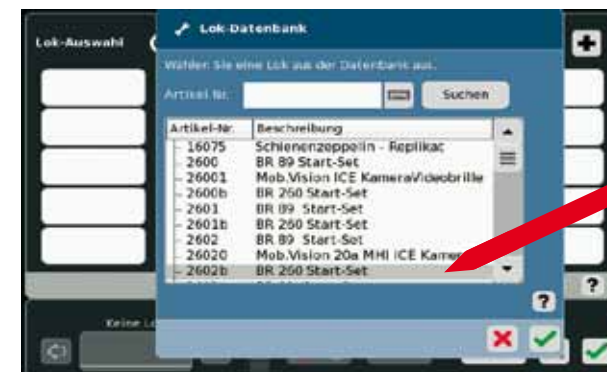 Lok-Auswahl
Lok-Datenbank
Wählen Sie eine Lok aus der Datenbank aus.
Artikel Nr.
Suchen
Artikel-Nr. Beschreibung
16075 Schienenzeppelin - Replikat
2600 BR 89 Start-Set
26001 Mob.Vision ICE KameraVideobrille
2600b BR 260 Start-Set
2601 BR 89 Start-Set
2601b BR 260 Start-Set
2602 BR 89 Start-Set
26020 Mob.Vision 20a MHI ICE
2602b BR 260 Start-Set
?
?
Keine